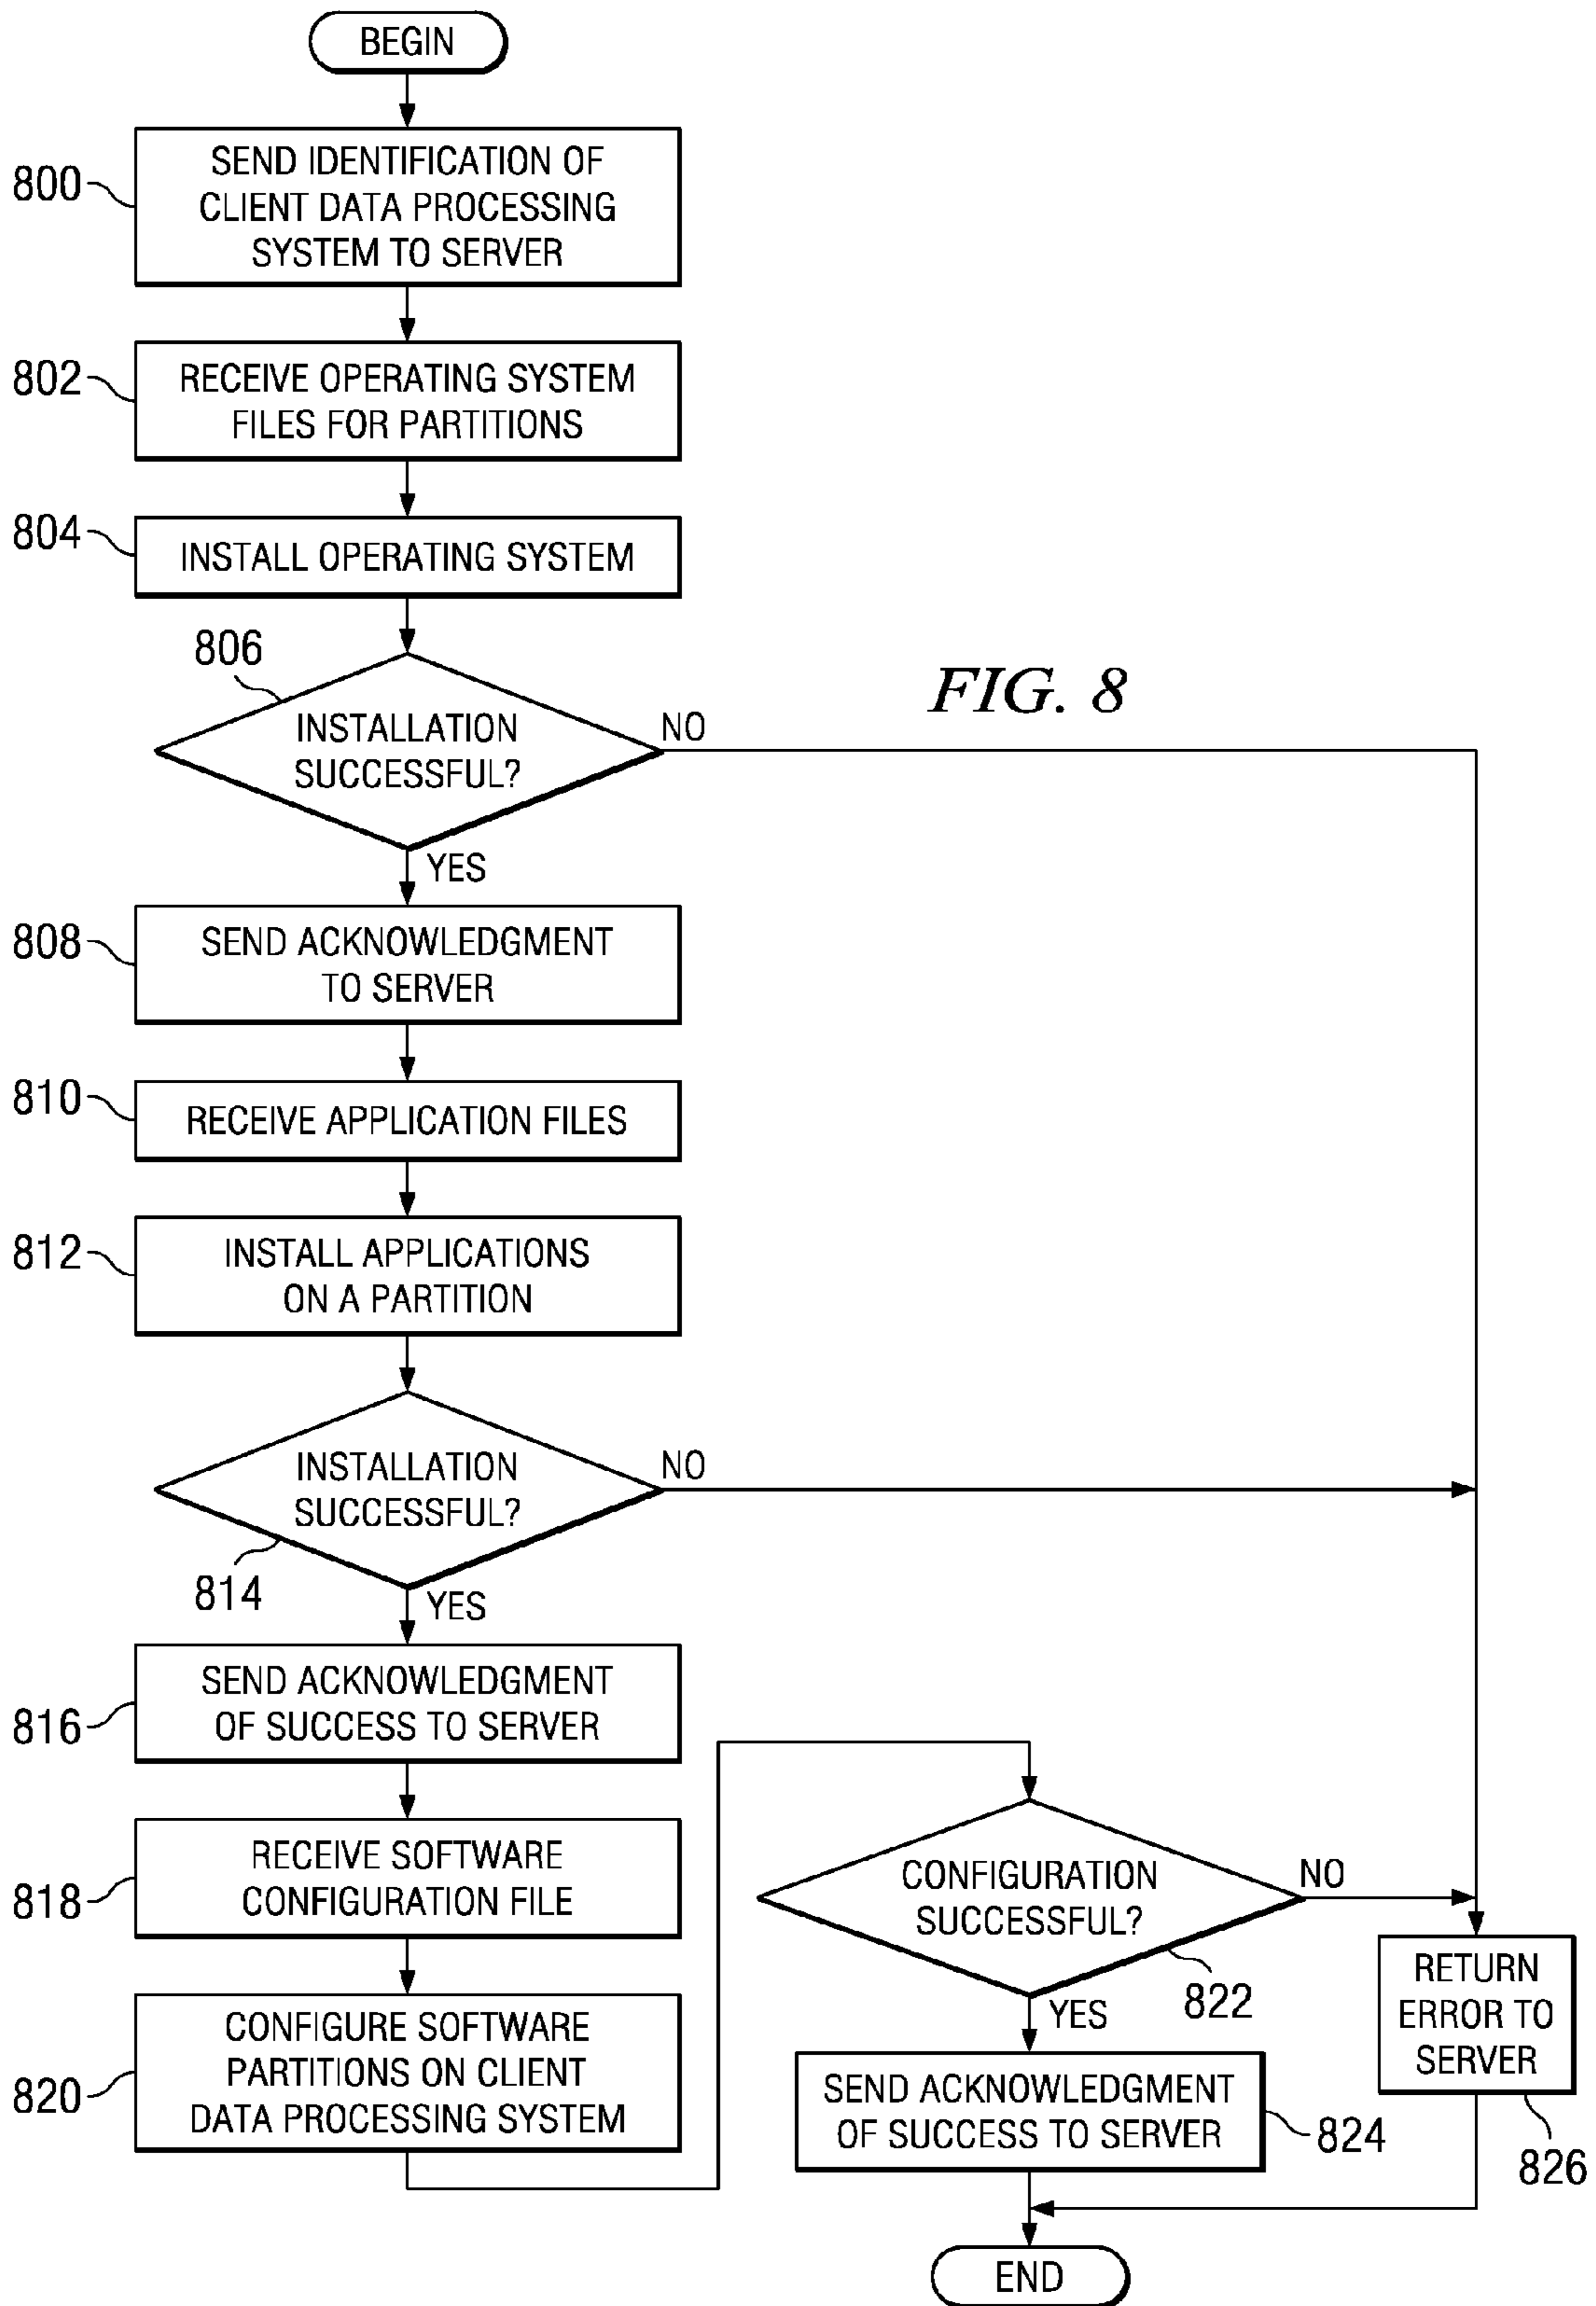 BEGIN
800
SEND IDENTIFICATION OF
CLIENT DATA PROCESSING
SYSTEM TO SERVER
802
RECEIVE OPERATING SYSTEM
FILES FOR PARTITIONS
804
INSTALL OPERATING SYSTEM
806
INSTALLATION
SUCCESSFUL?
NO
YES
FIG. 8
808
SEND ACKNOWLEDGMENT
TO SERVER
810
RECEIVE APPLICATION FILES
812
INSTALL APPLICATIONS
ON A PARTITION
INSTALLATION
SUCCESSFUL?
NO
814
YES
816
SEND ACKNOWLEDGMENT
OF SUCCESS TO SERVER
818
RECEIVE SOFTWARE
CONFIGURATION FILE
820
CONFIGURE SOFTWARE
PARTITIONS ON CLIENT
DATA PROCESSING SYSTEM
CONFIGURATION
SUCCESSFUL?
NO
822
YES
SEND ACKNOWLEDGMENT
OF SUCCESS TO SERVER
824
RETURN
ERROR TO
SERVER
826
END